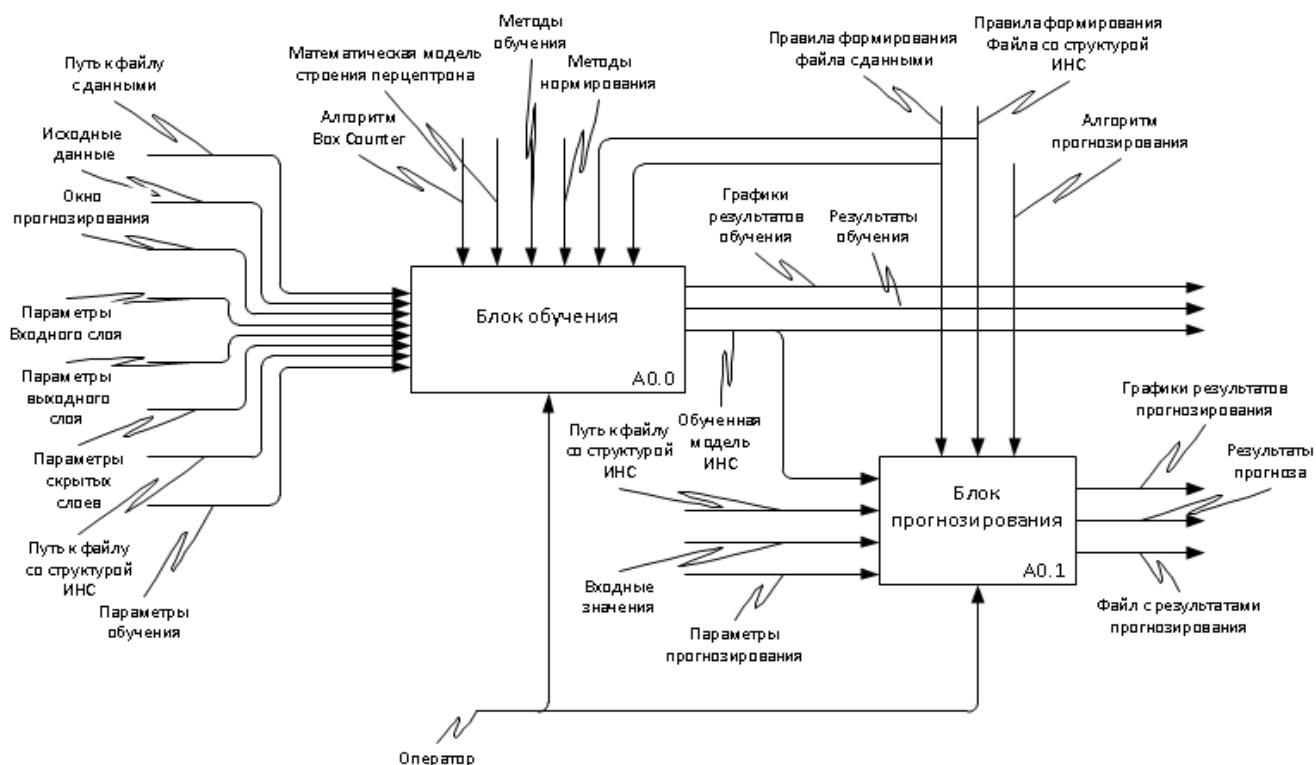 Методы
обучения
Математическая модель
строения перцептрона
Методы
нормирования
Алгоритм
Box Counter
Правила формирования
файла с данными
Правила формирования
Файла со структурой
ИНС
Алгоритм
прогнозирования
Путь к файлу
с данными
Исходные
данные
Окно
прогнозирования
Параметры
Входного слоя
Параметры
выходного
слоя
Параметры
скрытых
слоев
Путь к файлу
со структурой
ИНС
Параметры
обучения
Блок обучения
A0.0
Графики
результатов
обучения
Результаты
обучения
Обученная
модель
ИНС
Путь к файлу
со структурой
ИНС
Входные
значения
Параметры
прогнозирования
Блок
прогнозирования
A0.1
Графики результатов
прогнозирования
Результаты
прогноза
Файл с результатами
прогнозирования
Оператор